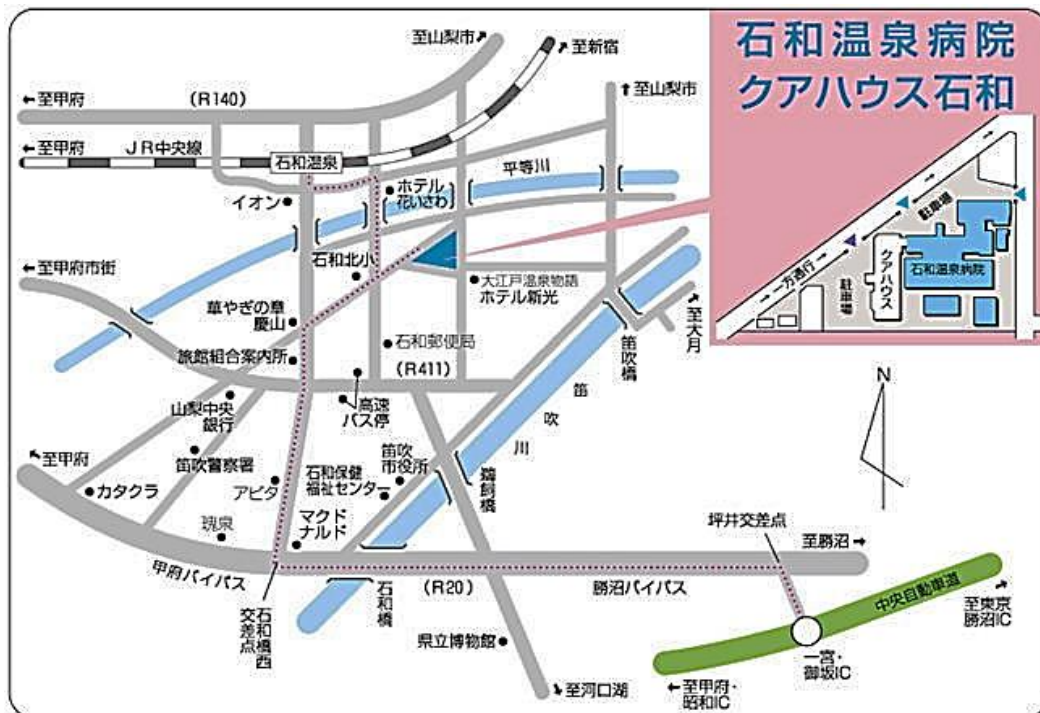 石和温泉病院
クアハウス石和
至山梨市
至新宿
至山梨市
至甲府
(R140)
至甲府
JR中央線
石和温泉
平等川
ホテル
花いさわ
イオン
石和北小
至甲府市街
大江戸温泉物語
ホテル新光
華やぎの章
慶山
石和郵便局
旅館組合案内所
(R411)
高速
バス停
山梨中央
銀行
笛吹橋
至大月
笛吹川
鵜飼橋
至甲府
笛吹警察署
カタクラ
アピタ
石和保健
福祉センター
笛吹
市役所
瑰泉
マクド
ナルド
甲府バイパス
石和橋西
交差点
石和橋
(R20)
勝沼バイパス
坪井交差点
至勝沼
中央自動車道
至東京
勝沼IC
一宮・
御坂IC
至甲府・
昭和IC
県立博物館
至河口湖
N
一方通行
駐車場
駐車場
クアハウス
石和温泉病院